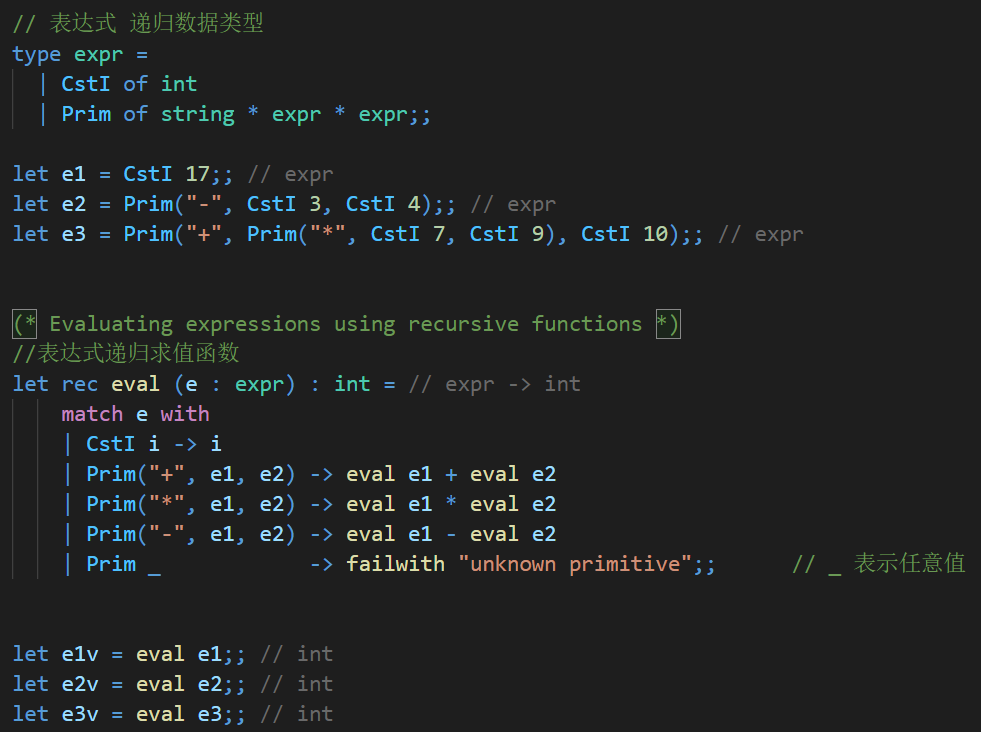 // 表达式 递归数据类型
type expr =
  | CstI of int
  | Prim of string * expr * expr;;
let e1 = CstI 17;; // expr
let e2 = Prim("-", CstI 3, CstI 4);; // expr
let e3 = Prim("+", Prim("*", CstI 7, CstI 9), CstI 10);; // expr
(* Evaluating expressions using recursive functions *)
//表达式递归求值函数
let rec eval (e : expr) : int = // expr -> int
    match e with
    | CstI i -> i
    | Prim("+", e1, e2) -> eval e1 + eval e2
    | Prim("*", e1, e2) -> eval e1 * eval e2
    | Prim("-", e1, e2) -> eval e1 - eval e2
    | Prim _            -> failwith "unknown primitive";;      // _ 表示任意值
let e1v = eval e1;; // int
let e2v = eval e2;; // int
let e3v = eval e3;; // int